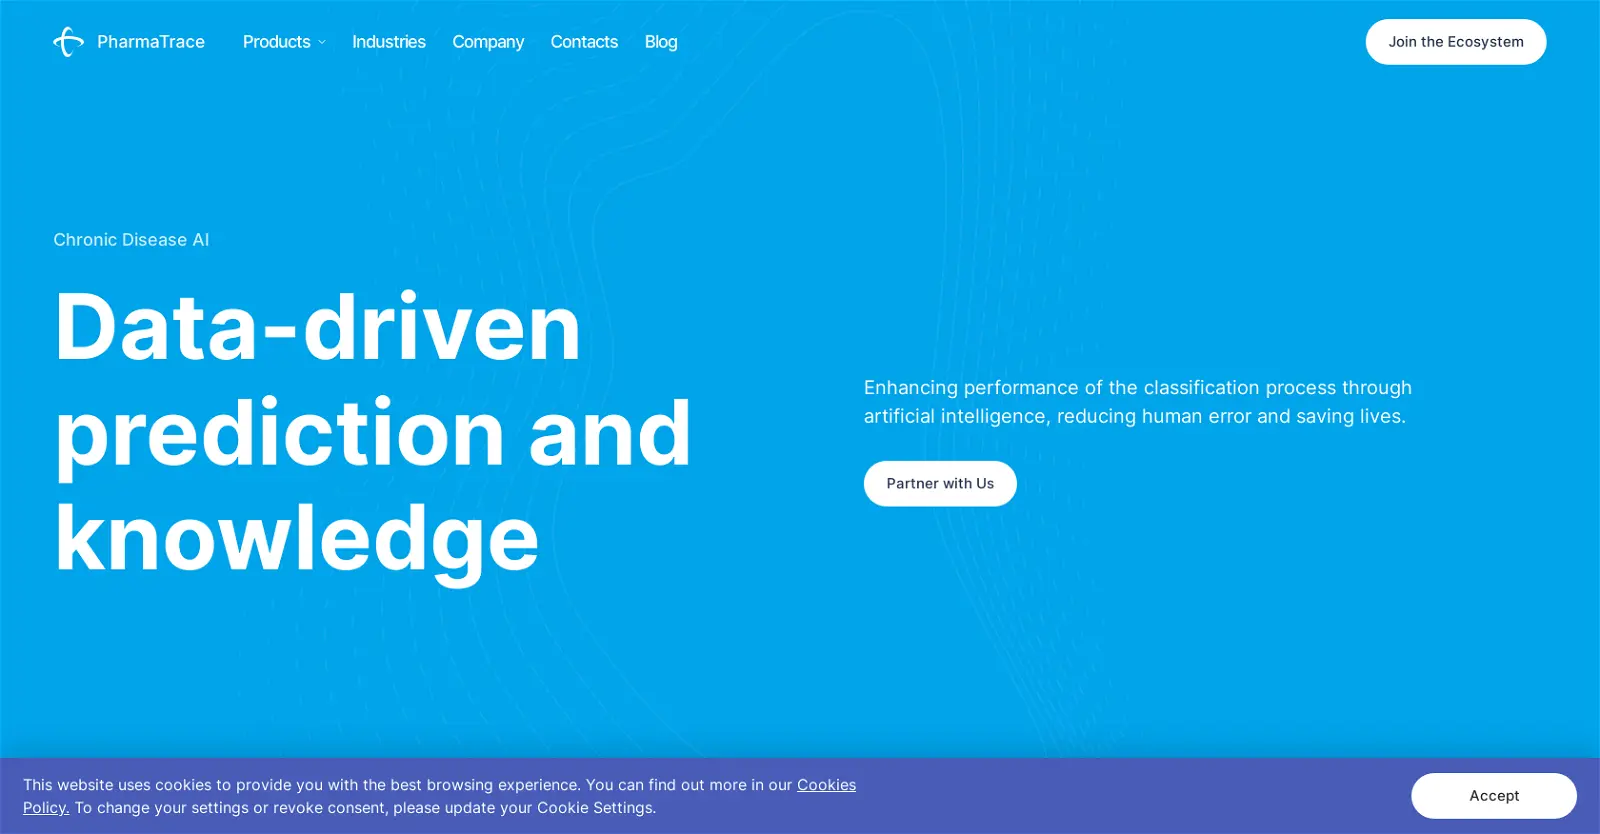 PharmaTrace
Products
Industries
Company
Contacts
Blog
Join the Ecosystem
Chronic Disease AI
Data-driven
prediction and
knowledge
Enhancing performance of the classification process through
artificial intelligence, reducing human error and saving lives.
Partner with Us
This website uses cookies to provide you with the best browsing experience. You can find out more in our Cookies
Policy. To change your settings or revoke consent, please update your Cookie Settings.
Accept